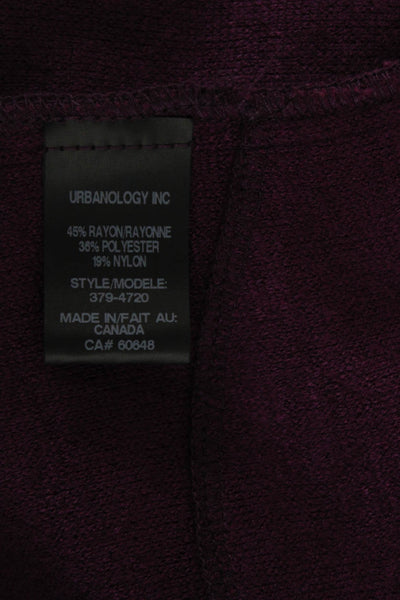 URBANOLOGY INC
45% RAYON/RAYONNE
36% POLYESTER
19% NYLON
STYLE/MODELE:
379-4720
MADE IN/FAIT AU:
CANADA
CA# 60648